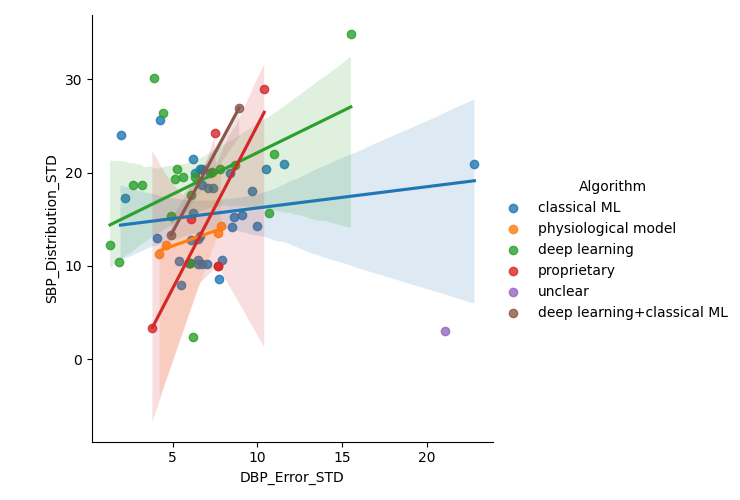 30
20
10
0
SBP_Distribution_STD
5
10
15
20
DBP_Error_STD
Algorithm
classical ML
physiological model
deep learning
proprietary
unclear
deep learning+classical ML